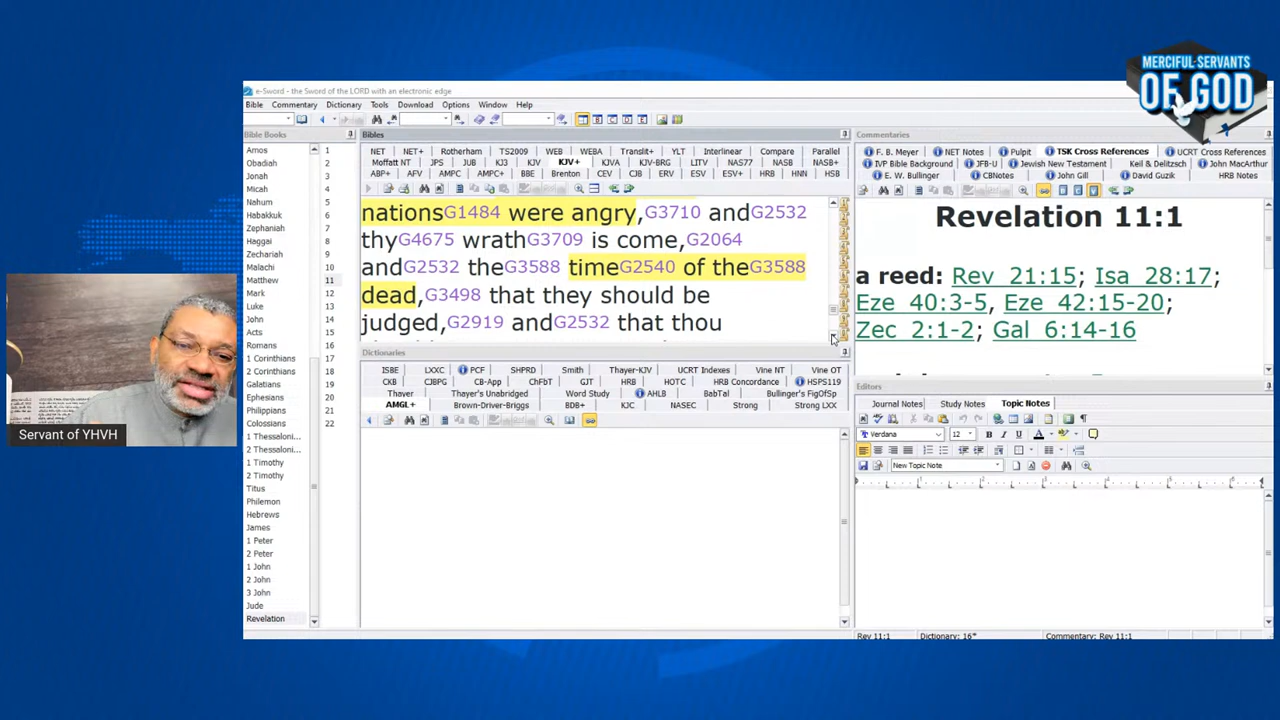 MERCIFUL SERVANTS
OF GOD
e-Sword - the Sword of the LORD with an electronic edge
Bible Commentary Dictionary Tools Download Options Window Help
Bible Books
Amos
Obadiah
Jonah
Micah
Nahum
Habakkuk
Zephaniah
Haggai
Zechariah
Malachi
Matthew
Mark
Luke
John
Acts
Romans
1 Corinthians
2 Corinthians
Galatians
Ephesians
Philippians
Colossians
1 Thessaloni...
2 Thessaloni...
1 Timothy
2 Timothy
Titus
Philemon
Hebrews
James
1 Peter
2 Peter
1 John
2 John
3 John
Jude
Revelation
1
2
3
4
5
6
7
8
9
10
11
12
13
14
15
16
17
18
19
20
21
22
Bibles
NET NET+ Rotherham TS2009 WEB WEBA Translit+ YLT Interlinear Compare Parallel
Moffatt NT JPS JUB KJ3 KJV KJV+ KJVA KJV-BRG LITV NAS77 NASB NASB+
ABP+ AMP AMPC AMPC+ BBE Brenton CEV CJB ERV ESV ESV+ GW HRB HNN HSB
nationsG1484 were angry,G3710 andG2532
thyG4675 wrathG3709 is come,G2064
andG2532 theG3588 timeG2540 of theG3588
dead,G3498 that they should be
judged,G2919 andG2532 that thou
Dictionaries
ISBE LXXC PCF SHPRD Smith Thayer-KJV UCRT Indexes Vine NT Vine OT
CKB CJBPG CB-App ChFBT GJT HRB HOTC HRB Concordance HSPS119
Thayer Thayer's Unabridged Word Study AHLB BabTal Bullinger's FigOfSp
AMGL+ Brown-Driver-Briggs BDB+ KJC NASEC Strong Strong LXX
Commentaries
F. B. Meyer NET Notes Pulpit TSK Cross References UCRT Cross References
IVP Bible Background JFB-U Jewish New Testament Keil & Delitzsch John MacArthur
E. W. Bullinger CBNotes John Gill David Guzik HRB Notes
Revelation 11:1
a reed: Rev 21:15; Isa 28:17;
Eze 40:3-5, Eze 42:15-20;
Zec 2:1-2; Gal 6:14-16
Editors
Journal Notes Study Notes Topic Notes
Verdana 12 B I U A
New Topic Note
Servant of YHVH
Rev 11:1 Dictionary: 16* Commentary: Rev 11:1